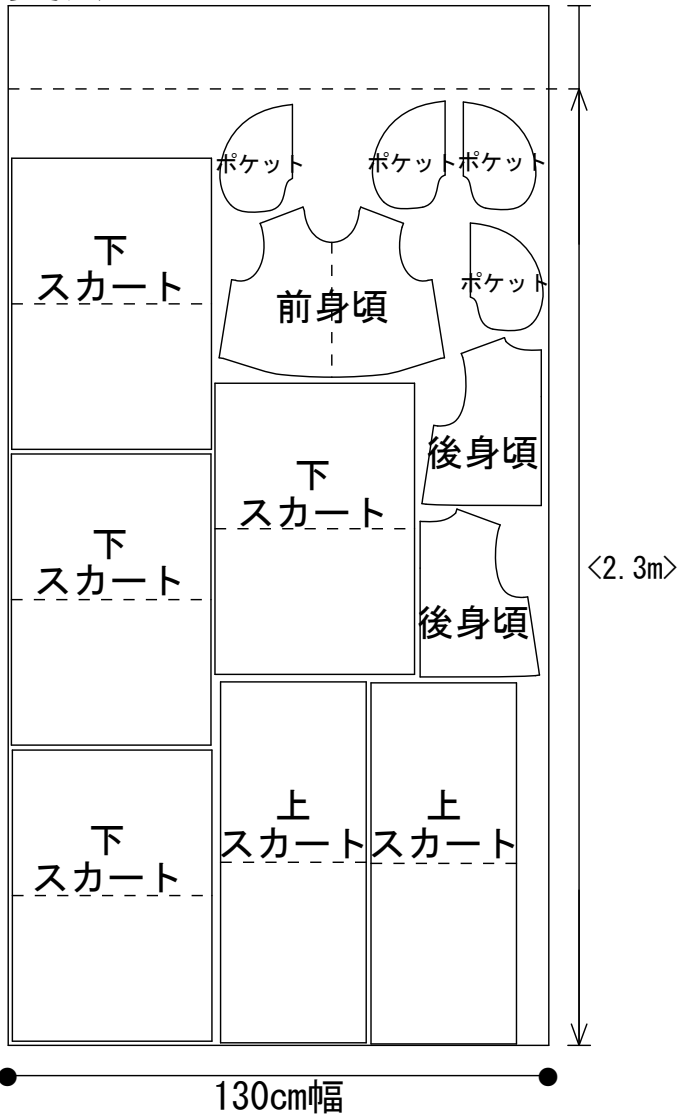 ポケット
ポケット
ポケット
下
スカート
ポケット
前身頃
後身頃
下
スカート
下
スカート
<2.3m>
後身頃
下
スカート
上
スカート
上
スカート
130cm幅